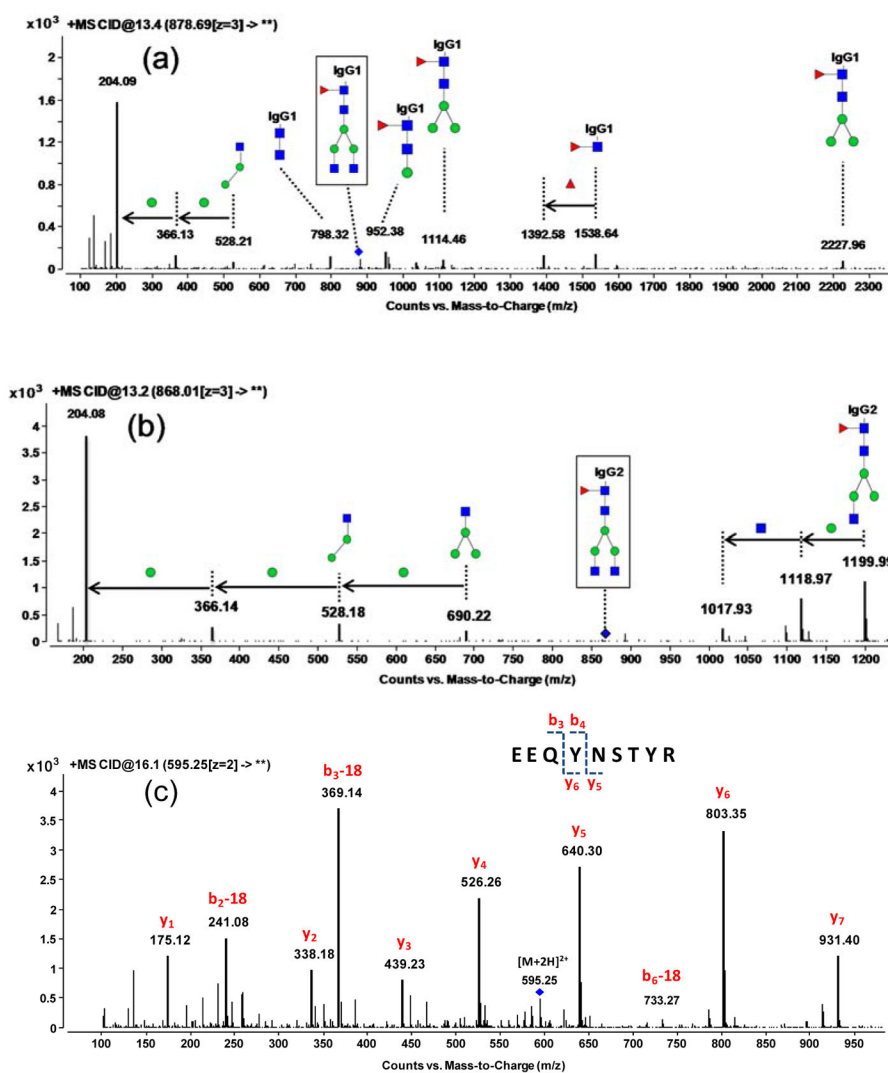 x10³ +MS CID@13.4 (878.69[z=3] -> **)
(a)
2
1.6
1.2
0.8
0.4
0
204.09
366.13
528.21
IgG1
798.32
IgG1
IgG1
952.38
IgG1
1114.46
1392.58
IgG1
1538.64
IgG1
2227.96
100 200 300 400 500 600 700 800 900 1000 1100 1200 1300 1400 1500 1600 1700 1800 1900 2000 2100 2200 2300
Counts vs. Mass-to-Charge (m/z)
x10³ +MS CID@13.2 (868.01[z=3] -> **)
(b)
4
3.5
3
2.5
2
1.5
1
0.5
0
204.08
366.14
528.18
690.22
IgG2
1017.93
1118.97
IgG2
1199.99
200 250 300 350 400 450 500 550 600 650 700 750 800 850 900 950 1000 1050 1100 1150 1200
Counts vs. Mass-to-Charge (m/z)
x10³ +MS CID@16.1 (595.25[z=2] -> **)
(c)
b₃ b₄
E E Q Y N S T Y R
y₆ y₅
4
3.5
3
2.5
2
1.5
1
0.5
0
y₁
175.12
b₂-18
241.08
y₂
338.18
b₃-18
369.14
y₃
439.23
y₄
526.26
[M+2H]²⁺
595.25
y₅
640.30
b₆-18
733.27
y₆
803.35
y₇
931.40
100 150 200 250 300 350 400 450 500 550 600 650 700 750 800 850 900 950
Counts vs. Mass-to-Charge (m/z)